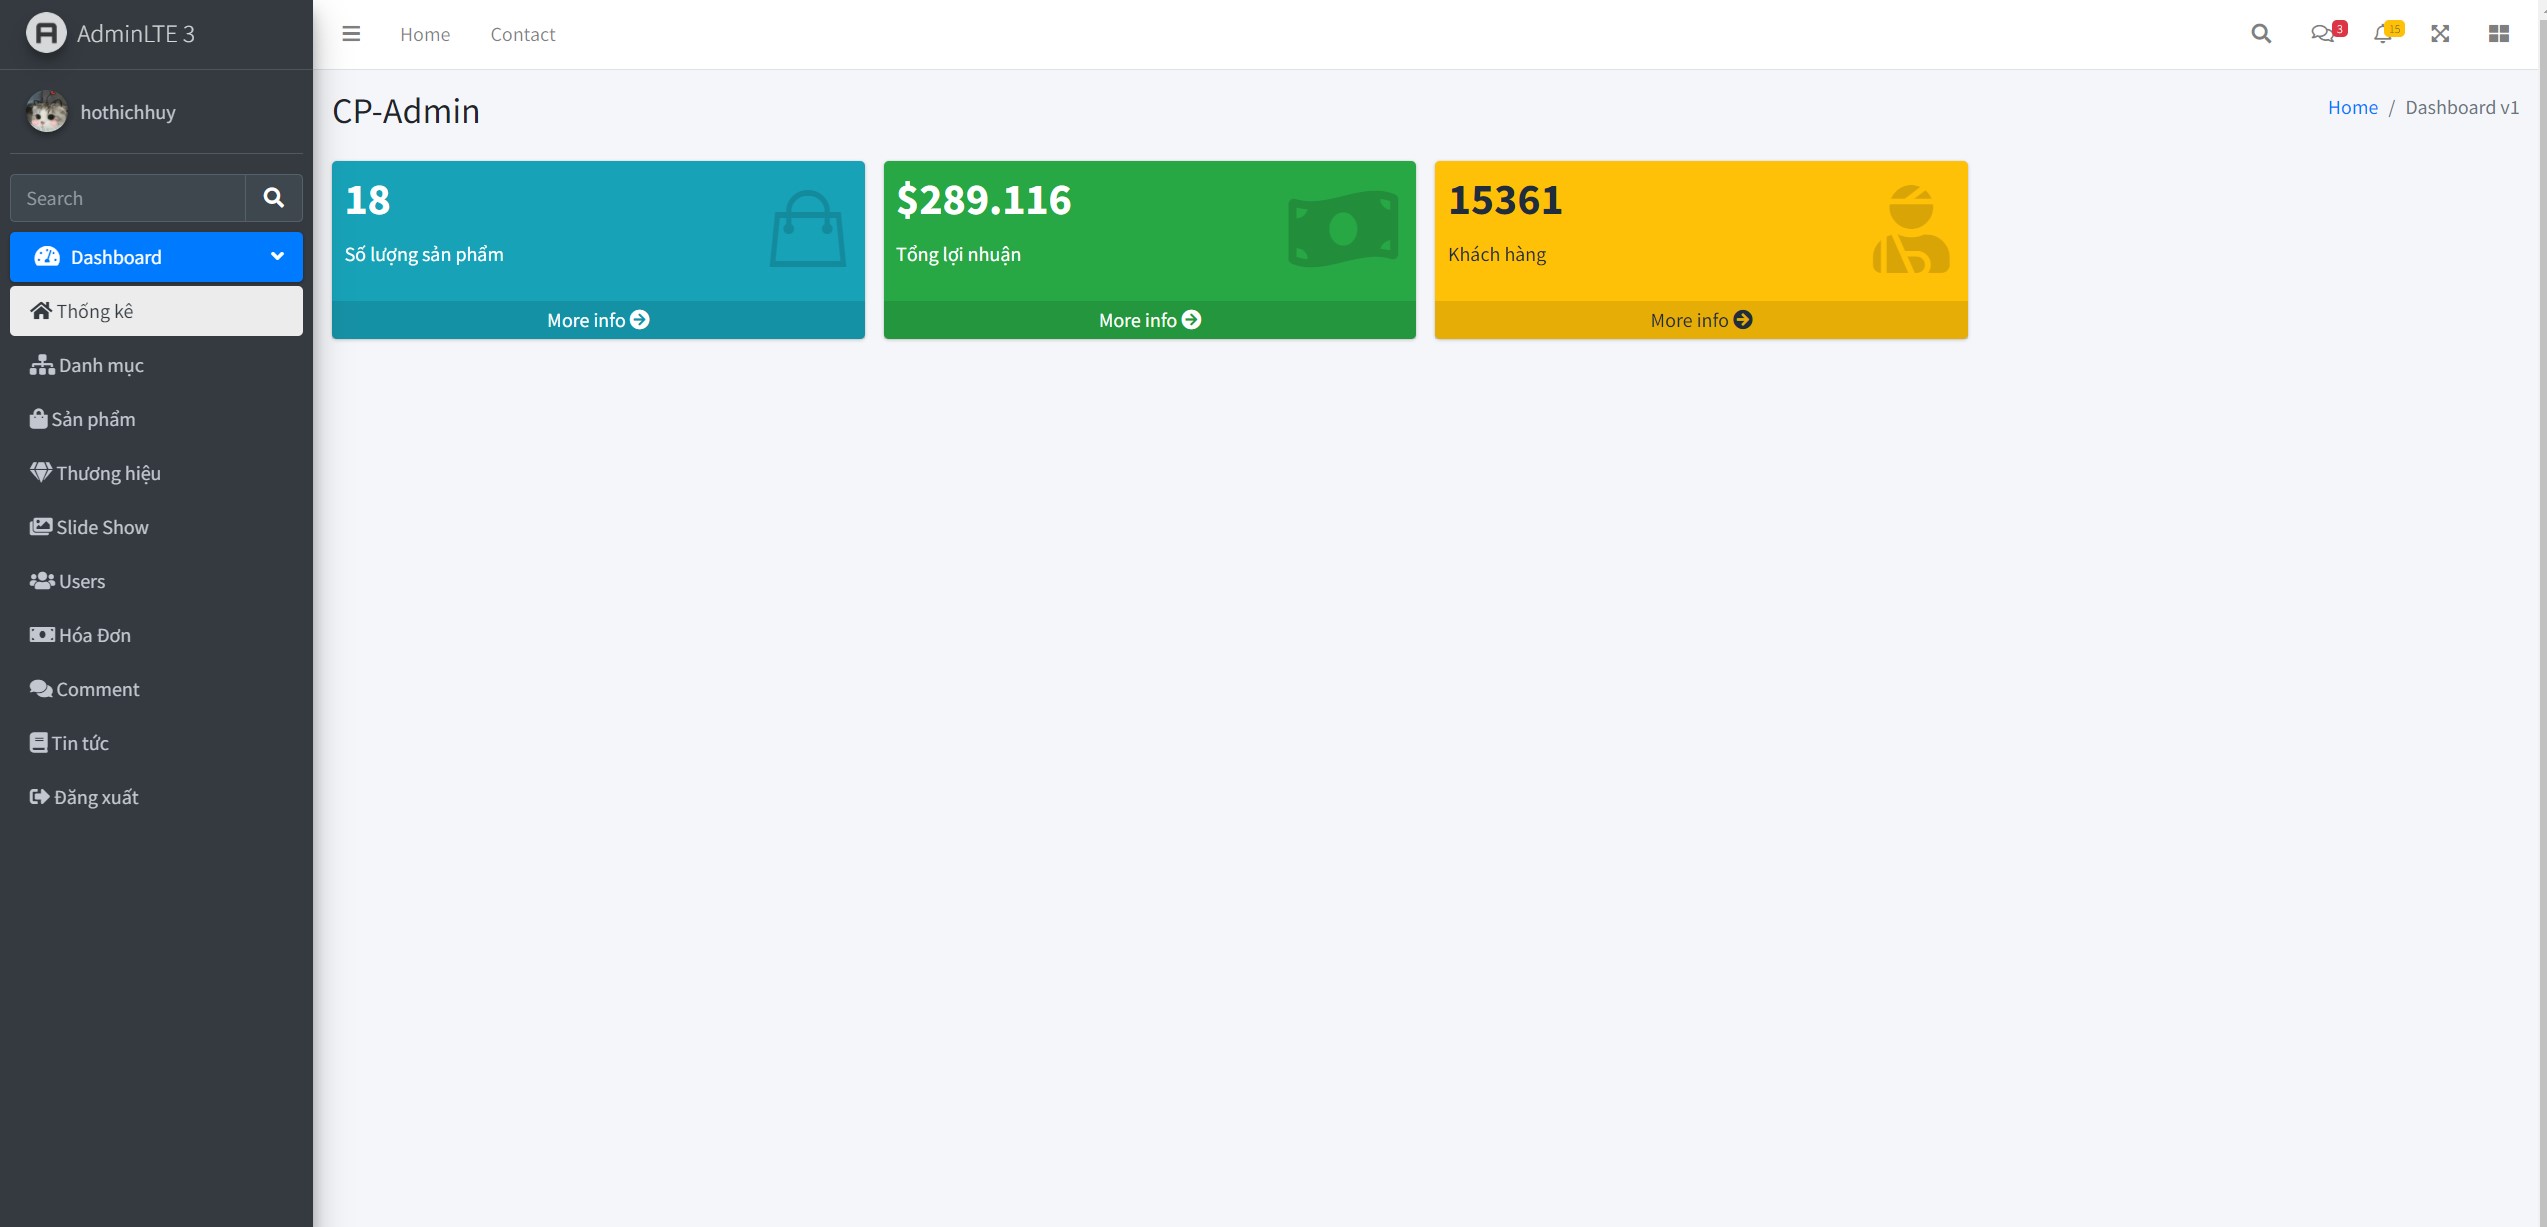 AdminLTE 3
hothichhuy
Search
Dashboard
Thống kê
Danh mục
Sản phẩm
Thương hiệu
Slide Show
Users
Hóa Đơn
Comment
Tin tức
Đăng xuất
Home
Contact
3
15
CP-Admin
Home / Dashboard v1
18
Số lượng sản phẩm
More info
$289.116
Tổng lợi nhuận
More info
15361
Khách hàng
More info